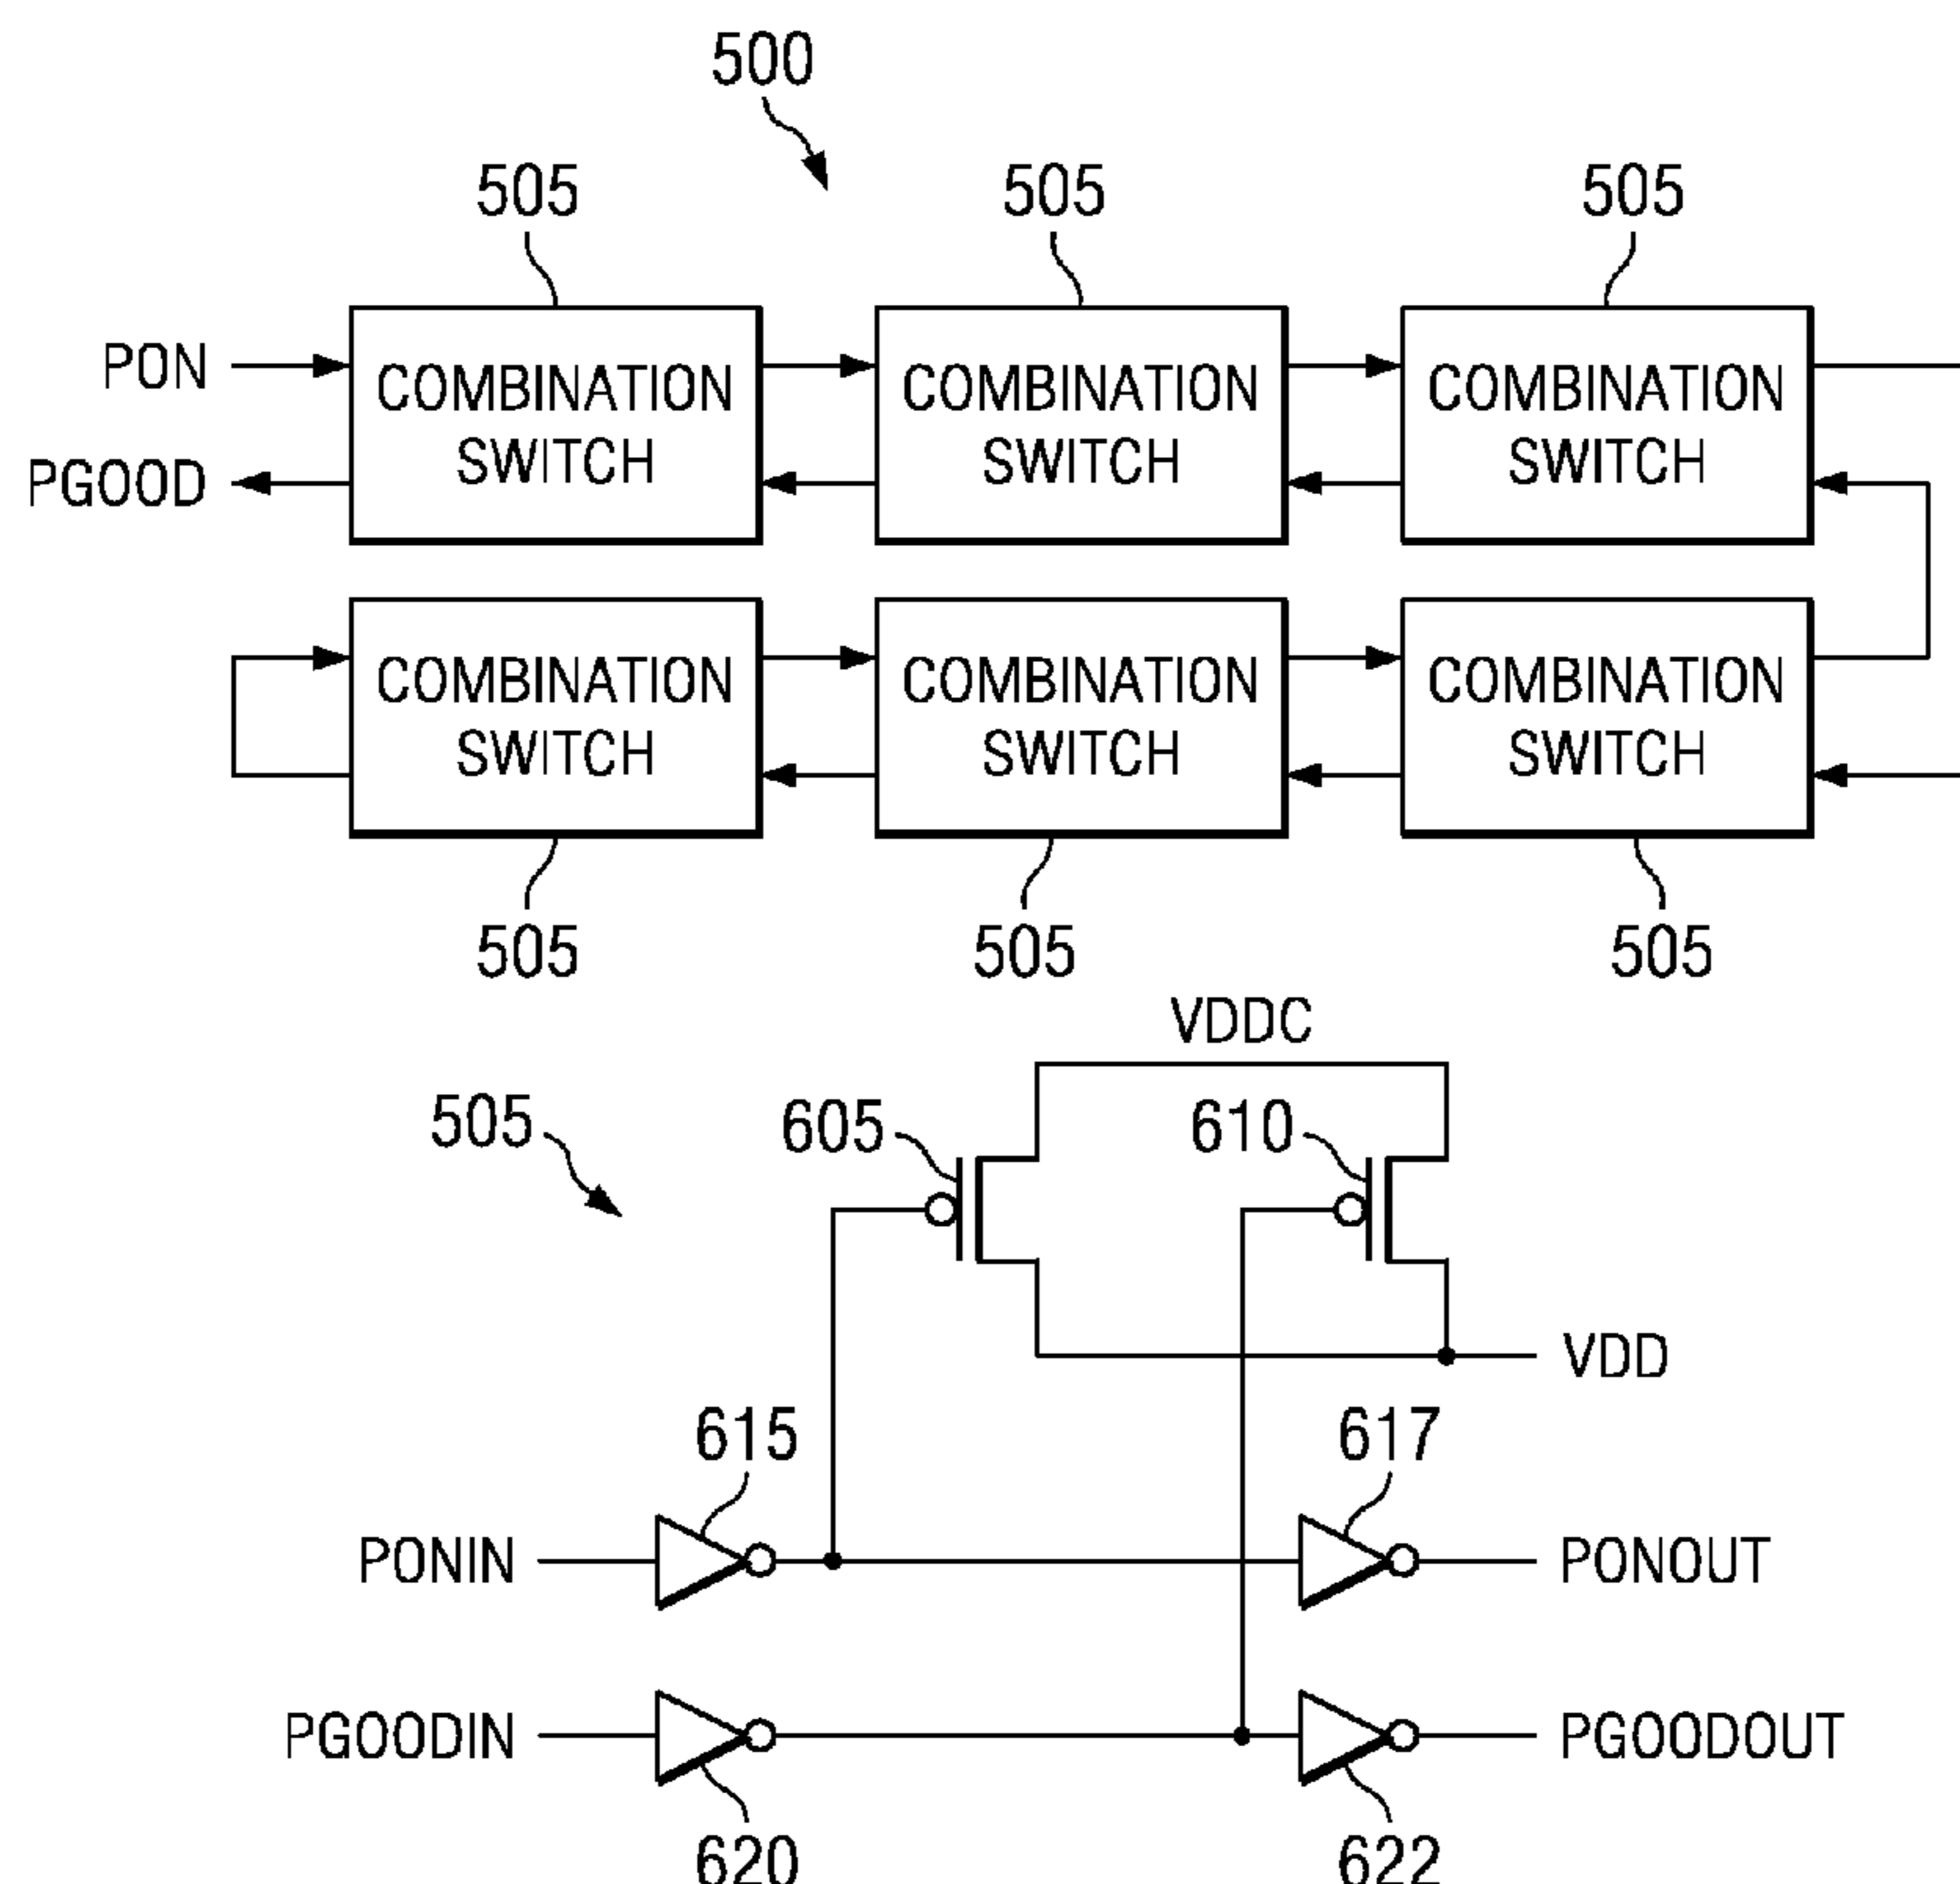 500
505 505 505
PON
PGOOD
COMBINATION
SWITCH
COMBINATION
SWITCH
COMBINATION
SWITCH
COMBINATION
SWITCH
COMBINATION
SWITCH
COMBINATION
SWITCH
505 505 505
VDDC
505
605
610
VDD
615
617
PONIN
PONOUT
PGOODIN
PGOODOUT
620
622